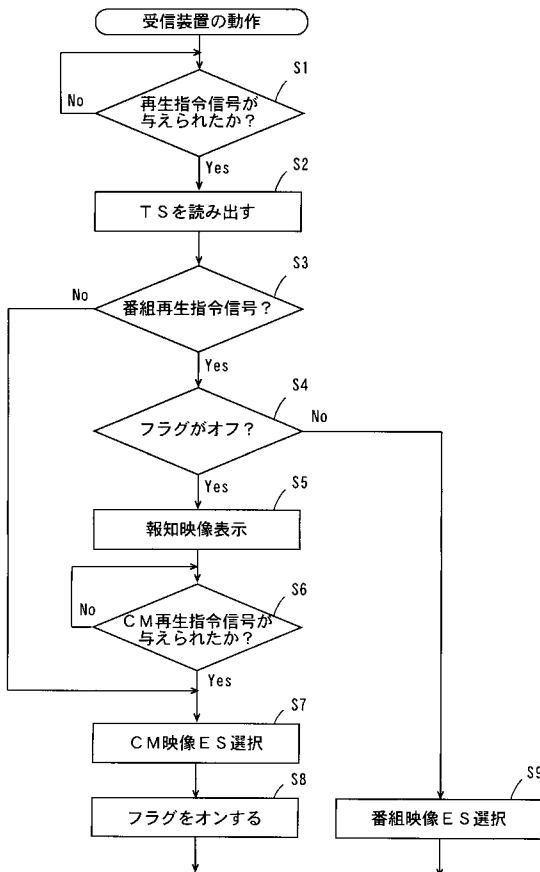 受信装置の動作
S1
No
再生指令信号が
与えられたか?
Yes
S2
TSを読み出す
S3
No
番組再生指令信号?
Yes
S4
No
フラグがオフ?
Yes
S5
報知映像表示
S6
No
CM再生指令信号が
与えられたか?
Yes
S7
CM映像ES選択
S8
フラグをオンする
S9
番組映像ES選択